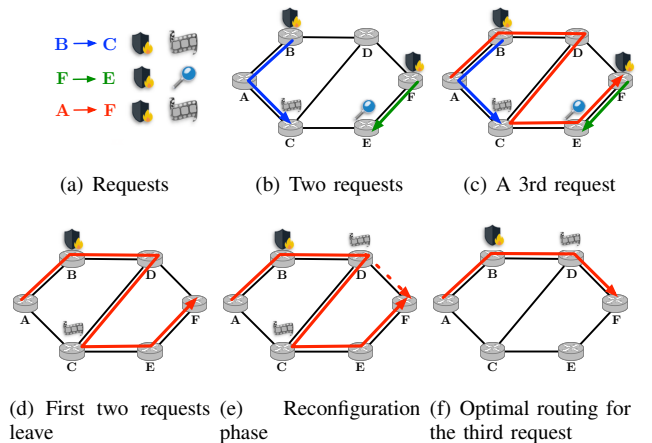 B → C
F → E
A → F
B
D
A
F
C
E
B
D
A
F
C
E
(a) Requests
(b) Two requests
(c) A 3rd request
B
D
A
F
C
E
B
D
A
F
C
E
B
D
A
F
C
E
(d) First two requests
leave
(e) Reconfiguration
phase
(f) Optimal routing for
the third request